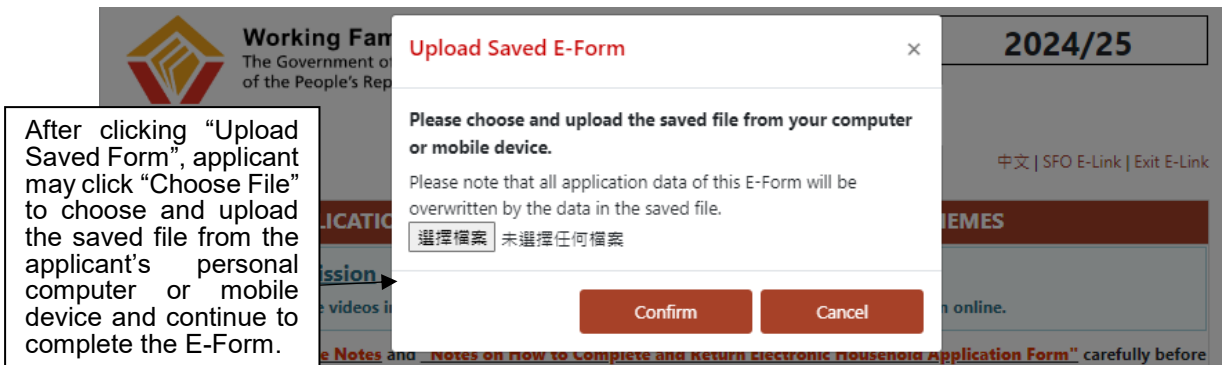 Working Fam
The Government of
of the People's Rep
2024/25
中文 | SFO E-Link | Exit E-Link
Upload Saved E-Form ×
Please choose and upload the saved file from your computer
or mobile device.
Please note that all application data of this E-Form will be
overwritten by the data in the saved file.
選擇檔案 未選擇任何檔案
Confirm Cancel
After clicking “Upload
Saved Form”, applicant
may click “Choose File”
to choose and upload
the saved file from the
applicant’s personal
computer or mobile
device and continue to
complete the E-Form.
LICATIO
EMES
ission
videos i
n online.
e Notes and "Notes on How to Complete and Return Electronic Household Application Form" carefully before